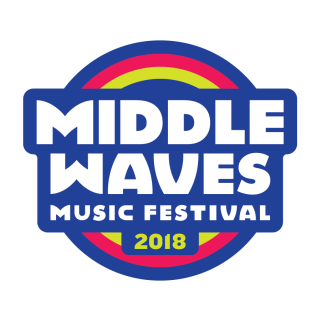 MIDDLE
WAVES
MUSIC FESTIVAL
2018